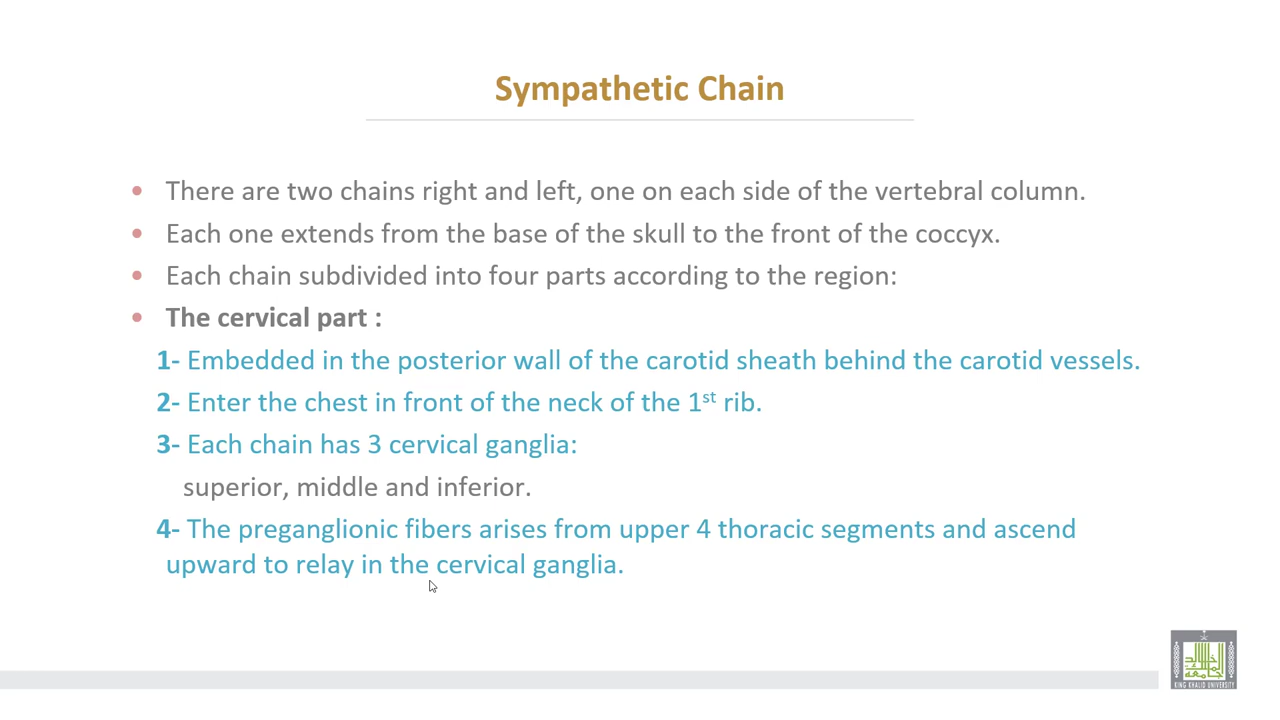 Sympathetic Chain
• There are two chains right and left, one on each side of the vertebral column.
• Each one extends from the base of the skull to the front of the coccyx.
• Each chain subdivided into four parts according to the region:
• The cervical part :
1- Embedded in the posterior wall of the carotid sheath behind the carotid vessels.
2- Enter the chest in front of the neck of the 1st rib.
3- Each chain has 3 cervical ganglia:
superior, middle and inferior.
4- The preganglionic fibers arises from upper 4 thoracic segments and ascend
upward to relay in the cervical ganglia.
KING KHALID UNIVERSITY